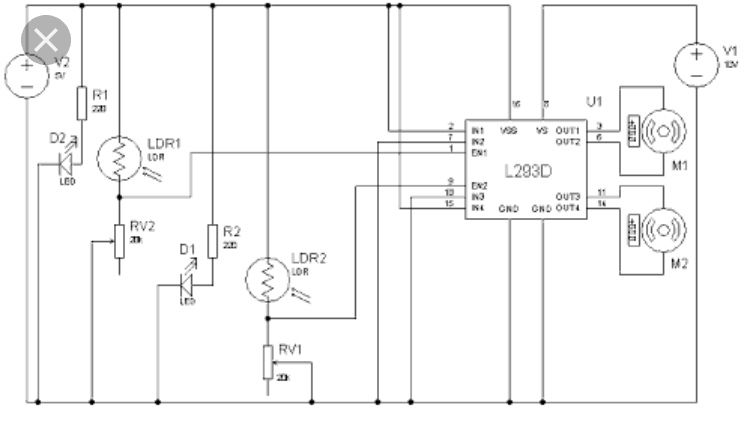 V2
5V
R1
220
D2
LED
LDR1
LDR
RV2
20k
D1
LED
R2
220
LDR2
LDR
RV1
20k
U1
L293D
2
7
1
9
10
15
IN1
IN2
EN1
EN2
IN3
IN4
16
8
VSS
VS
OUT1
OUT2
OUT3
OUT4
GND
GND
3
6
11
14
M1
M2
V1